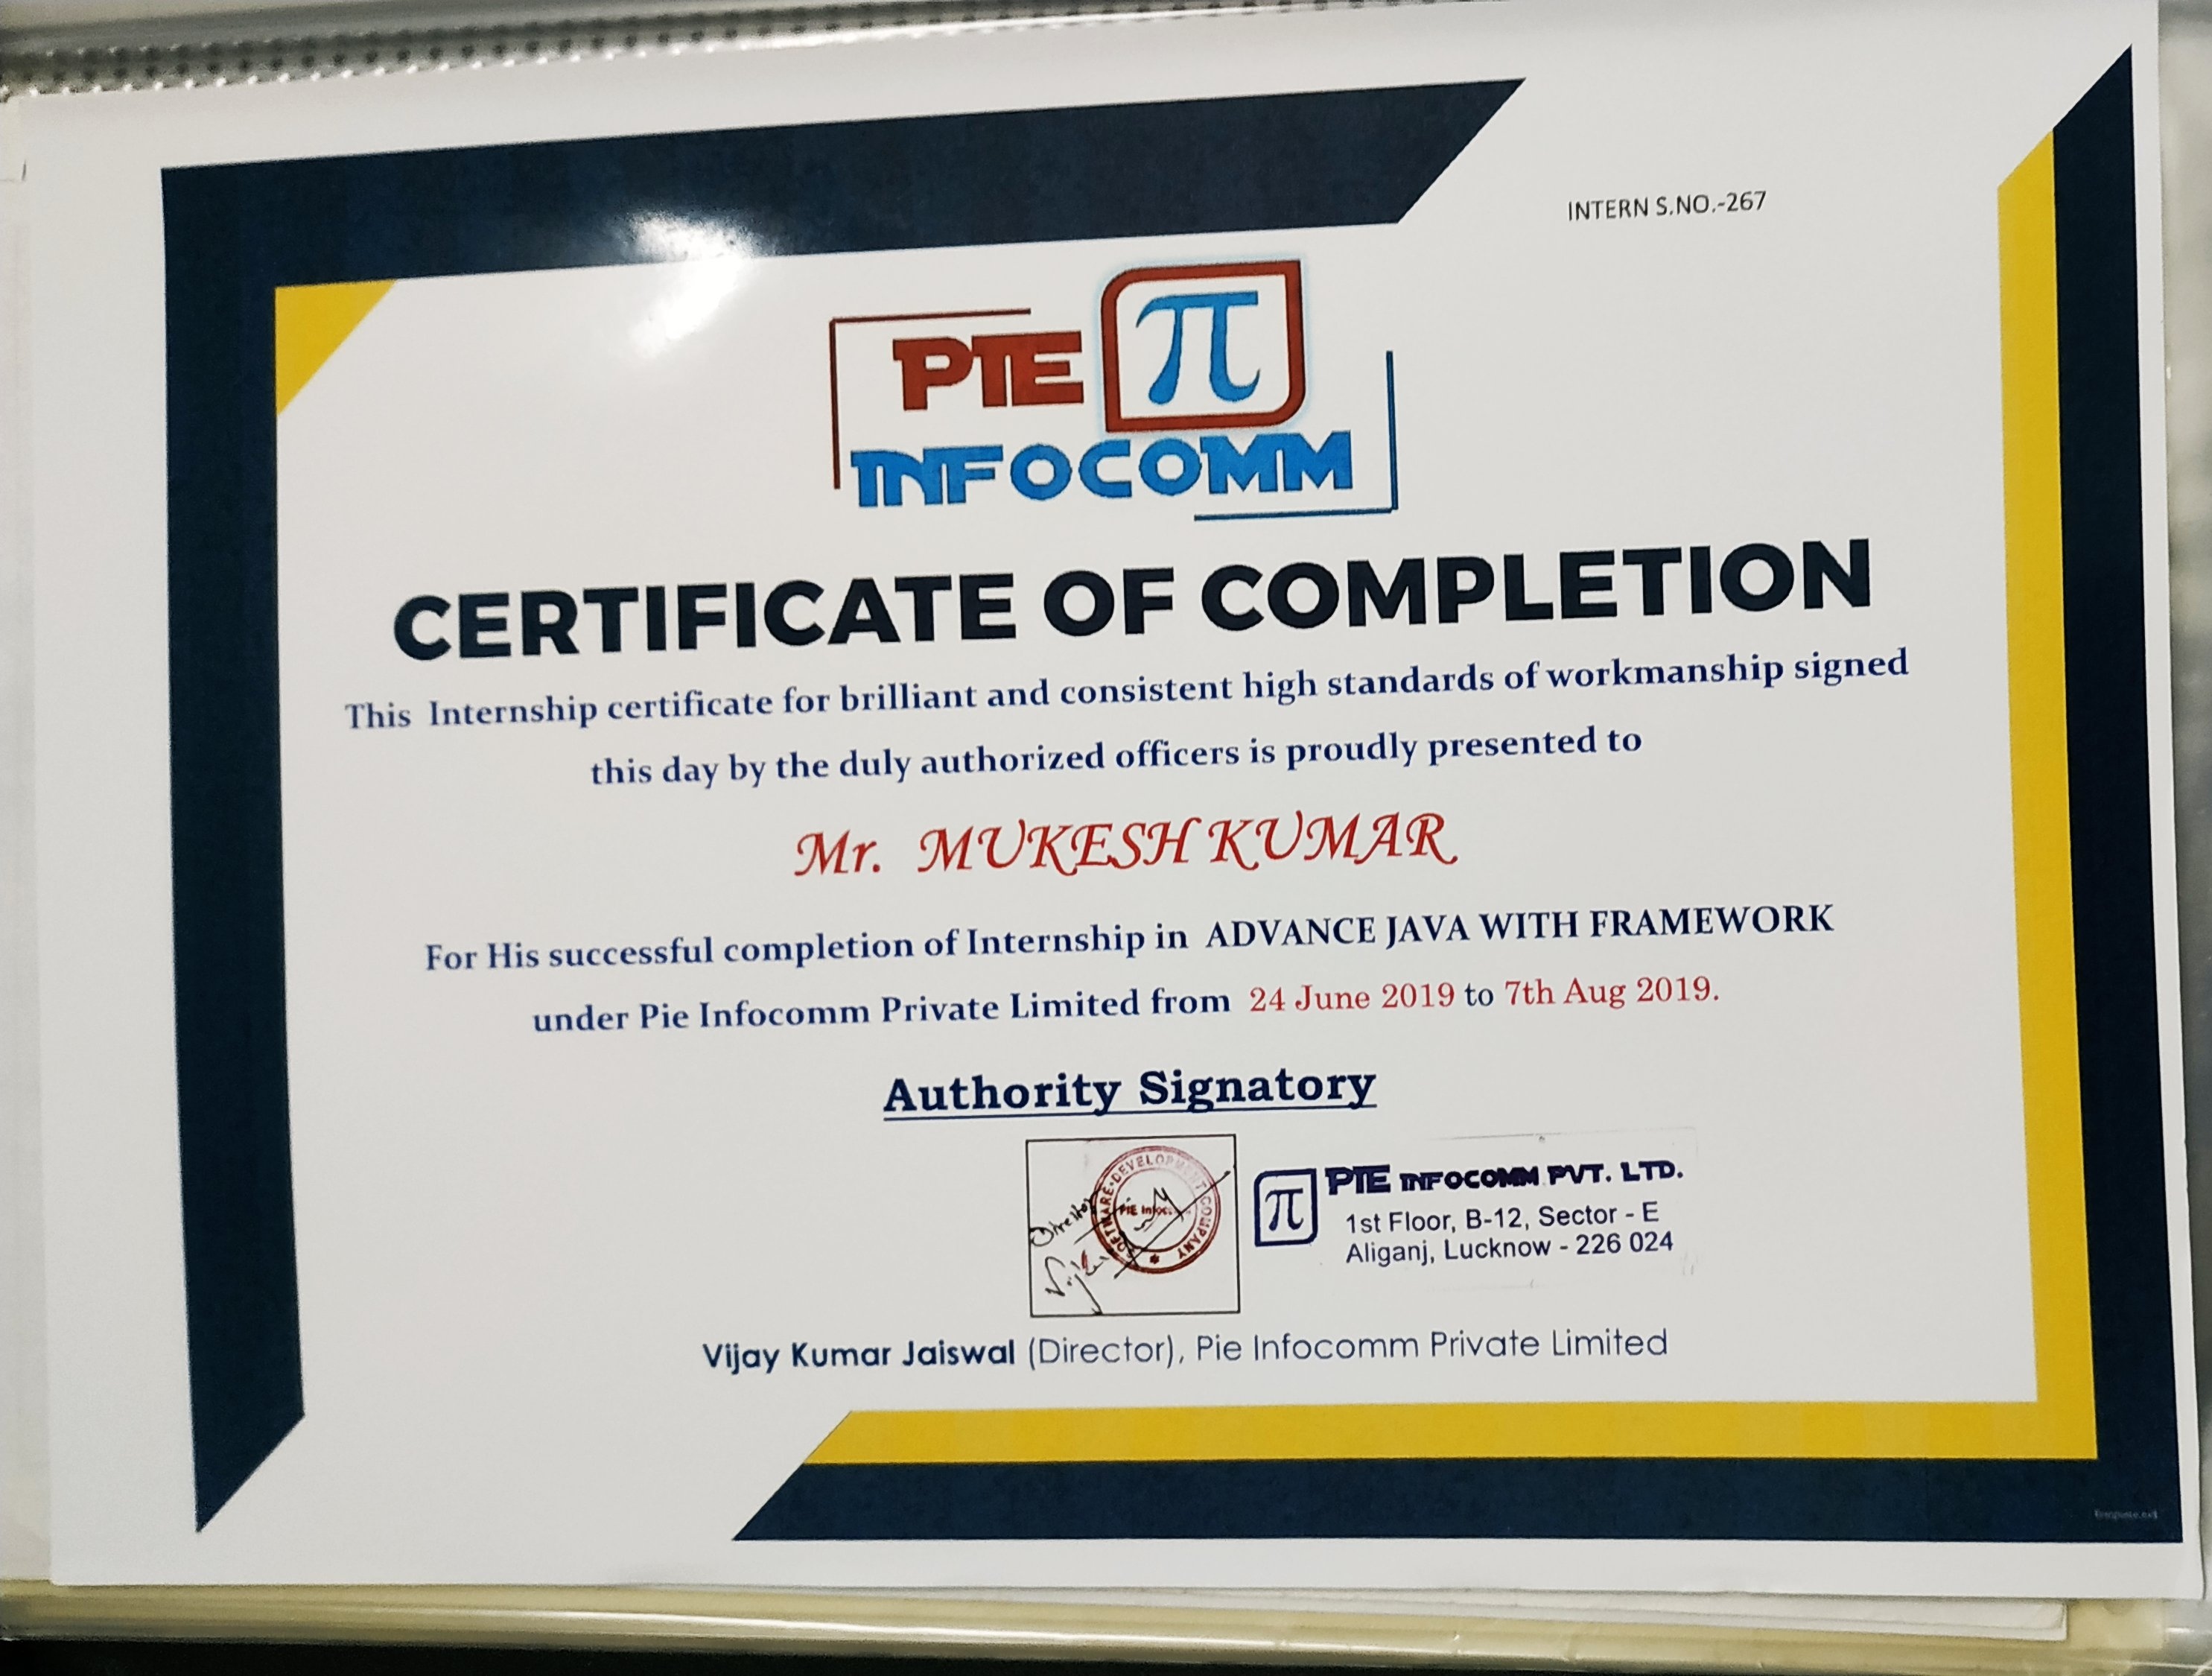 INTERN S.NO.-267
PIE π
INFOCOMM
CERTIFICATE OF COMPLETION
This Internship certificate for brilliant and consistent high standards of workmanship signed
this day by the duly authorized officers is proudly presented to
Mr. MUKESH KUMAR
For His successful completion of Internship in ADVANCE JAVA WITH FRAMEWORK
under Pie Infocomm Private Limited from 24 June 2019 to 7th Aug 2019.
Authority Signatory
SOFTWARE DEVELOPMENT COMPANY
Director
π PIE INFOCOMM PVT. LTD.
1st Floor, B-12, Sector - E
Aliganj, Lucknow - 226 024
Vijay Kumar Jaiswal (Director), Pie Infocomm Private Limited